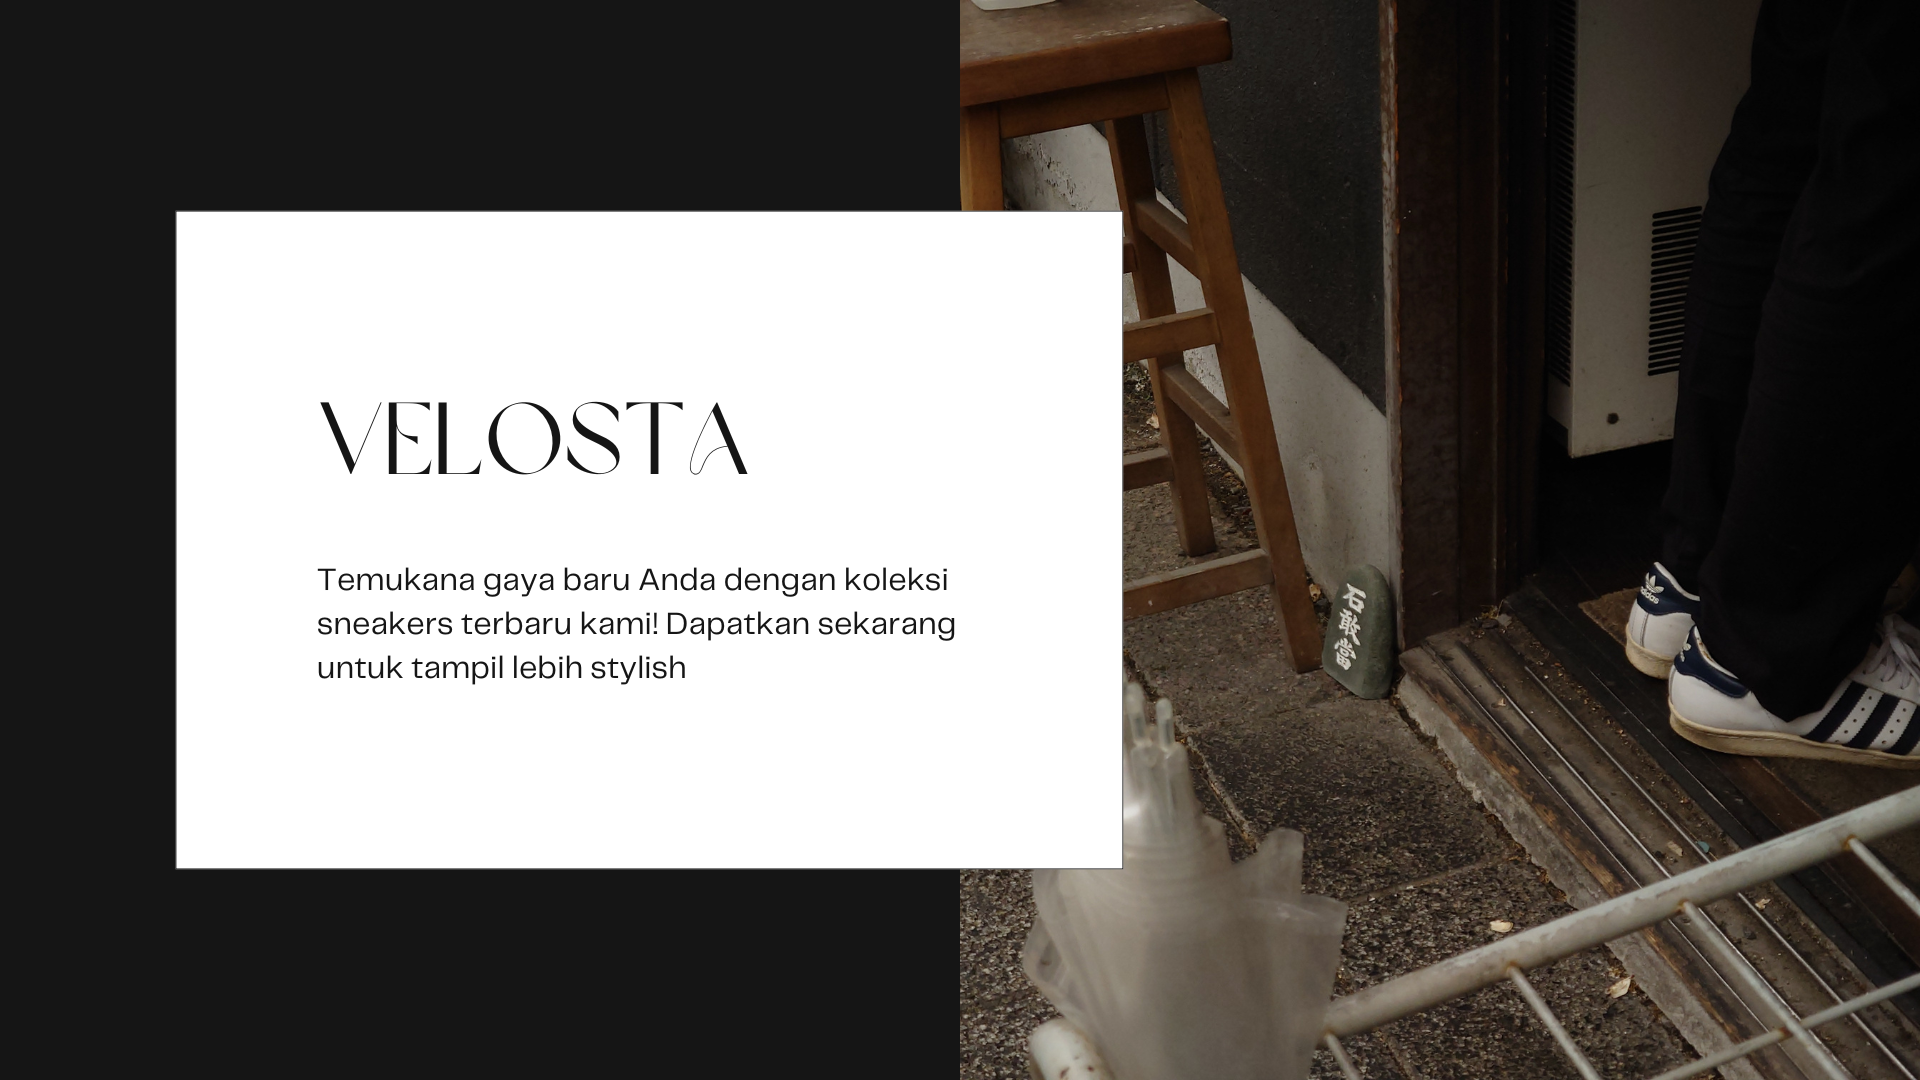 VELOSTA
Temukana gaya baru Anda dengan koleksi
sneakers terbaru kami! Dapatkan sekarang
untuk tampil lebih stylish
石敢當
adidas